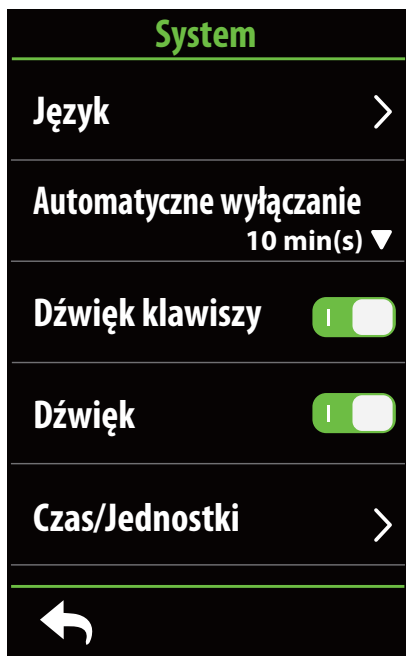 System
Język
Automatyczne wyłączanie
10 min(s)
Dźwięk klawiszy
Dźwięk
Czas/Jednostki